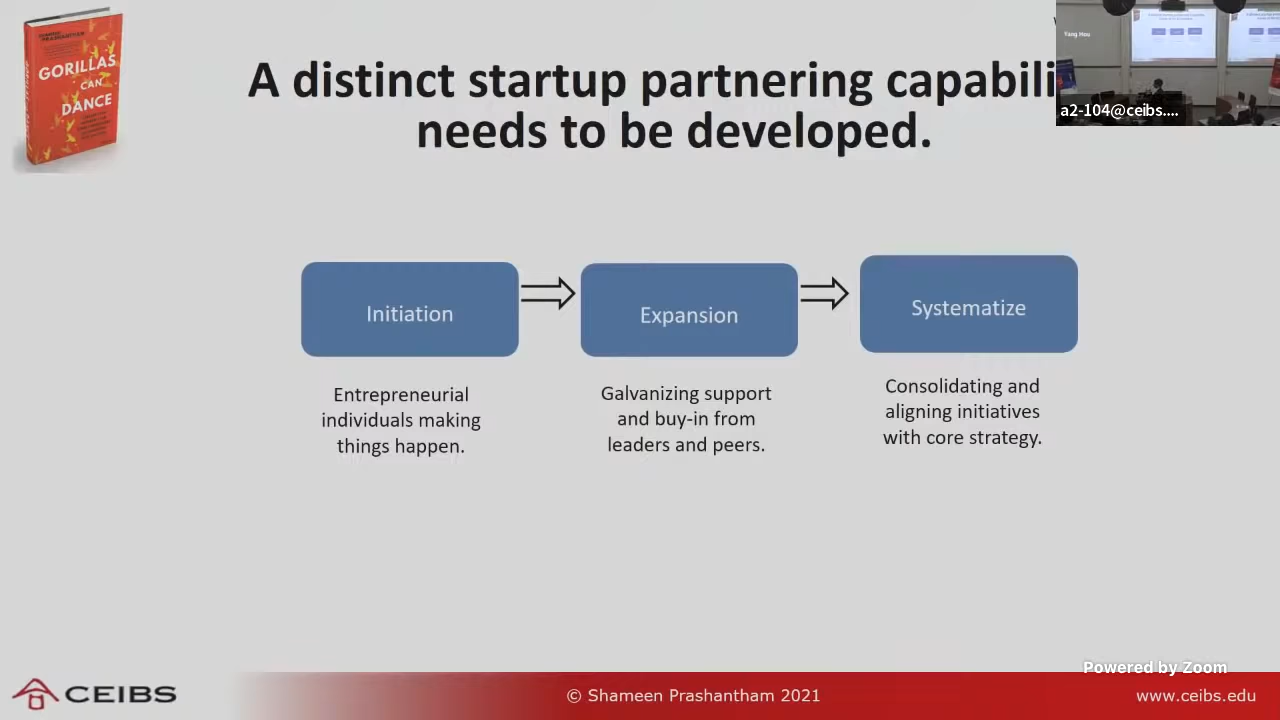 GORILLAS
CAN
DANCE
A distinct startup partnering capabili
needs to be developed.
Yang Hou
a2-104@ceibs....
Initiation
Expansion
Systematize
Entrepreneurial
individuals making
things happen.
Galvanizing support
and buy-in from
leaders and peers.
Consolidating and
aligning initiatives
with core strategy.
Powered by Zoom
CEIBS
© Shameen Prashantham 2021
www.ceibs.edu